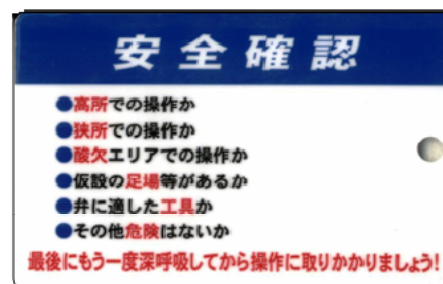 安全確認
●高所での操作か
●狭所での操作か
●酸欠エリアでの操作か
●仮設の足場等があるか
●弁に適した工具か
●その他危険はないか
最後にもう一度深呼吸してから操作に取りかかりましょう!